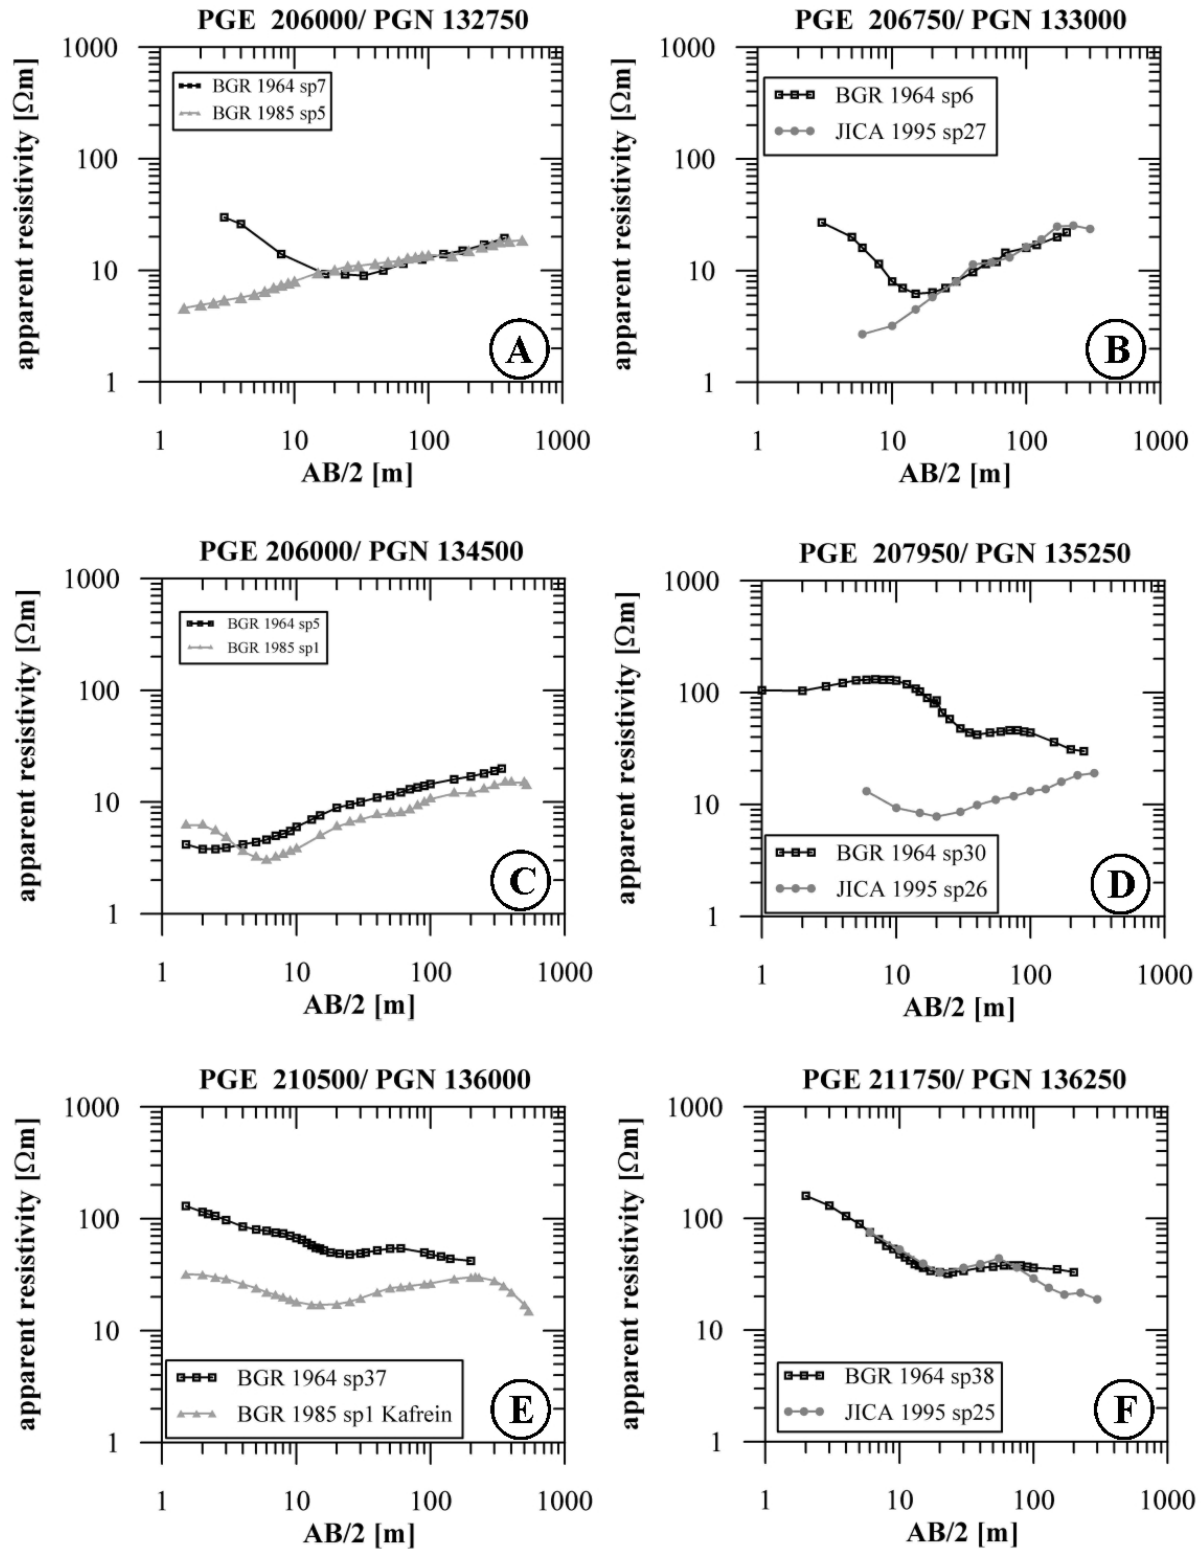 PGE 206000/ PGN 132750
apparent resistivity [Ωm]
1000
100
10
1
BGR 1964 sp7
BGR 1985 sp5
A
1 10 100 1000
AB/2 [m]
PGE 206750/ PGN 133000
apparent resistivity [Ωm]
1000
100
10
1
BGR 1964 sp6
JICA 1995 sp27
B
1 10 100 1000
AB/2 [m]
PGE 206000/ PGN 134500
apparent resistivity [Ωm]
1000
100
10
1
BGR 1964 sp5
BGR 1985 sp1
C
1 10 100 1000
AB/2 [m]
PGE 207950/ PGN 135250
apparent resistivity [Ωm]
1000
100
10
1
BGR 1964 sp30
JICA 1995 sp26
D
1 10 100 1000
AB/2 [m]
PGE 210500/ PGN 136000
apparent resistivity [Ωm]
1000
100
10
1
BGR 1964 sp37
BGR 1985 sp1 Kafrein
E
1 10 100 1000
AB/2 [m]
PGE 211750/ PGN 136250
apparent resistivity [Ωm]
1000
100
10
1
BGR 1964 sp38
JICA 1995 sp25
F
1 10 100 1000
AB/2 [m]